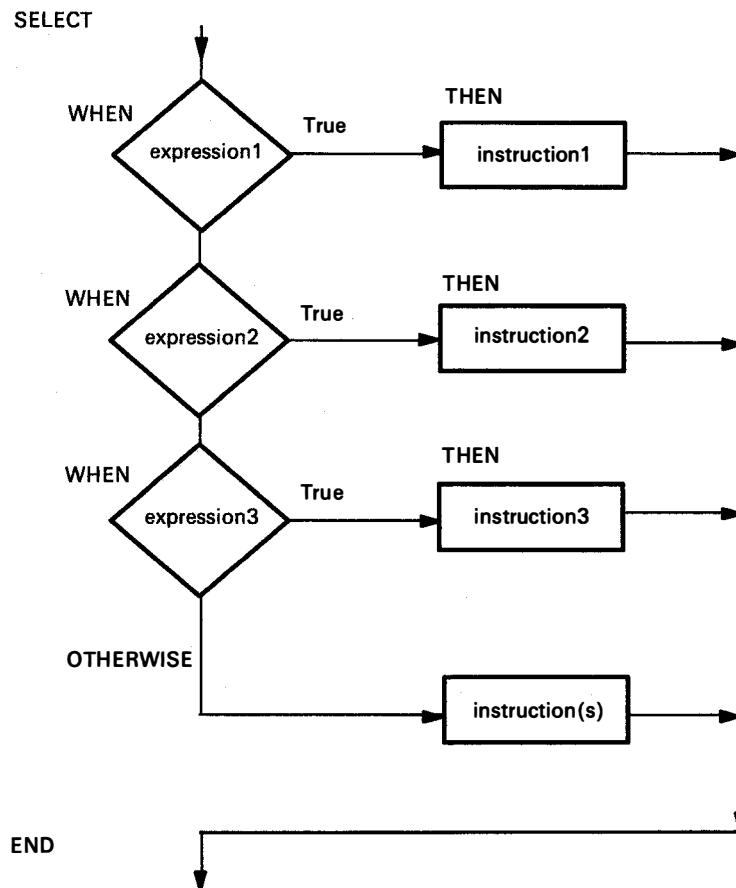 SELECT
WHEN
expression1
True
THEN
instruction1
WHEN
expression2
True
THEN
instruction2
WHEN
expression3
True
THEN
instruction3
OTHERWISE
instruction(s)
END